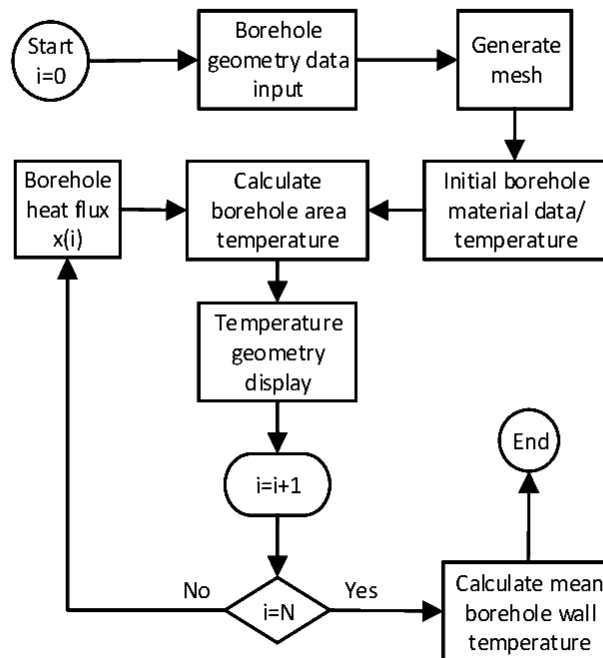 Start
i=0
Borehole
geometry data
input
Generate
mesh
Borehole
heat flux
x(i)
Calculate
borehole area
temperature
Initial borehole
material data/
temperature
Temperature
geometry
display
i=i+1
End
No
i=N
Yes
Calculate mean
borehole wall
temperature